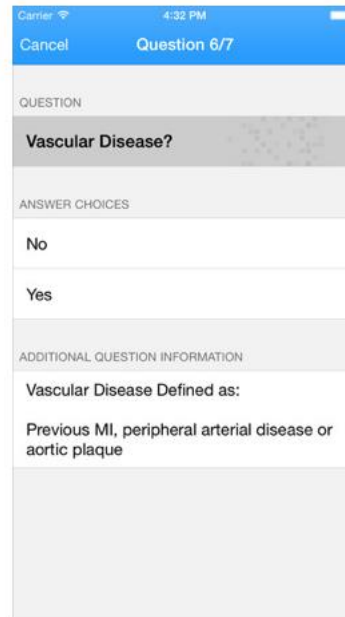 Carrier 4:32 PM
Cancel Question 6/7
QUESTION
Vascular Disease?
ANSWER CHOICES
No
Yes
ADDITIONAL QUESTION INFORMATION
Vascular Disease Defined as:
Previous MI, peripheral arterial disease or
aortic plaque